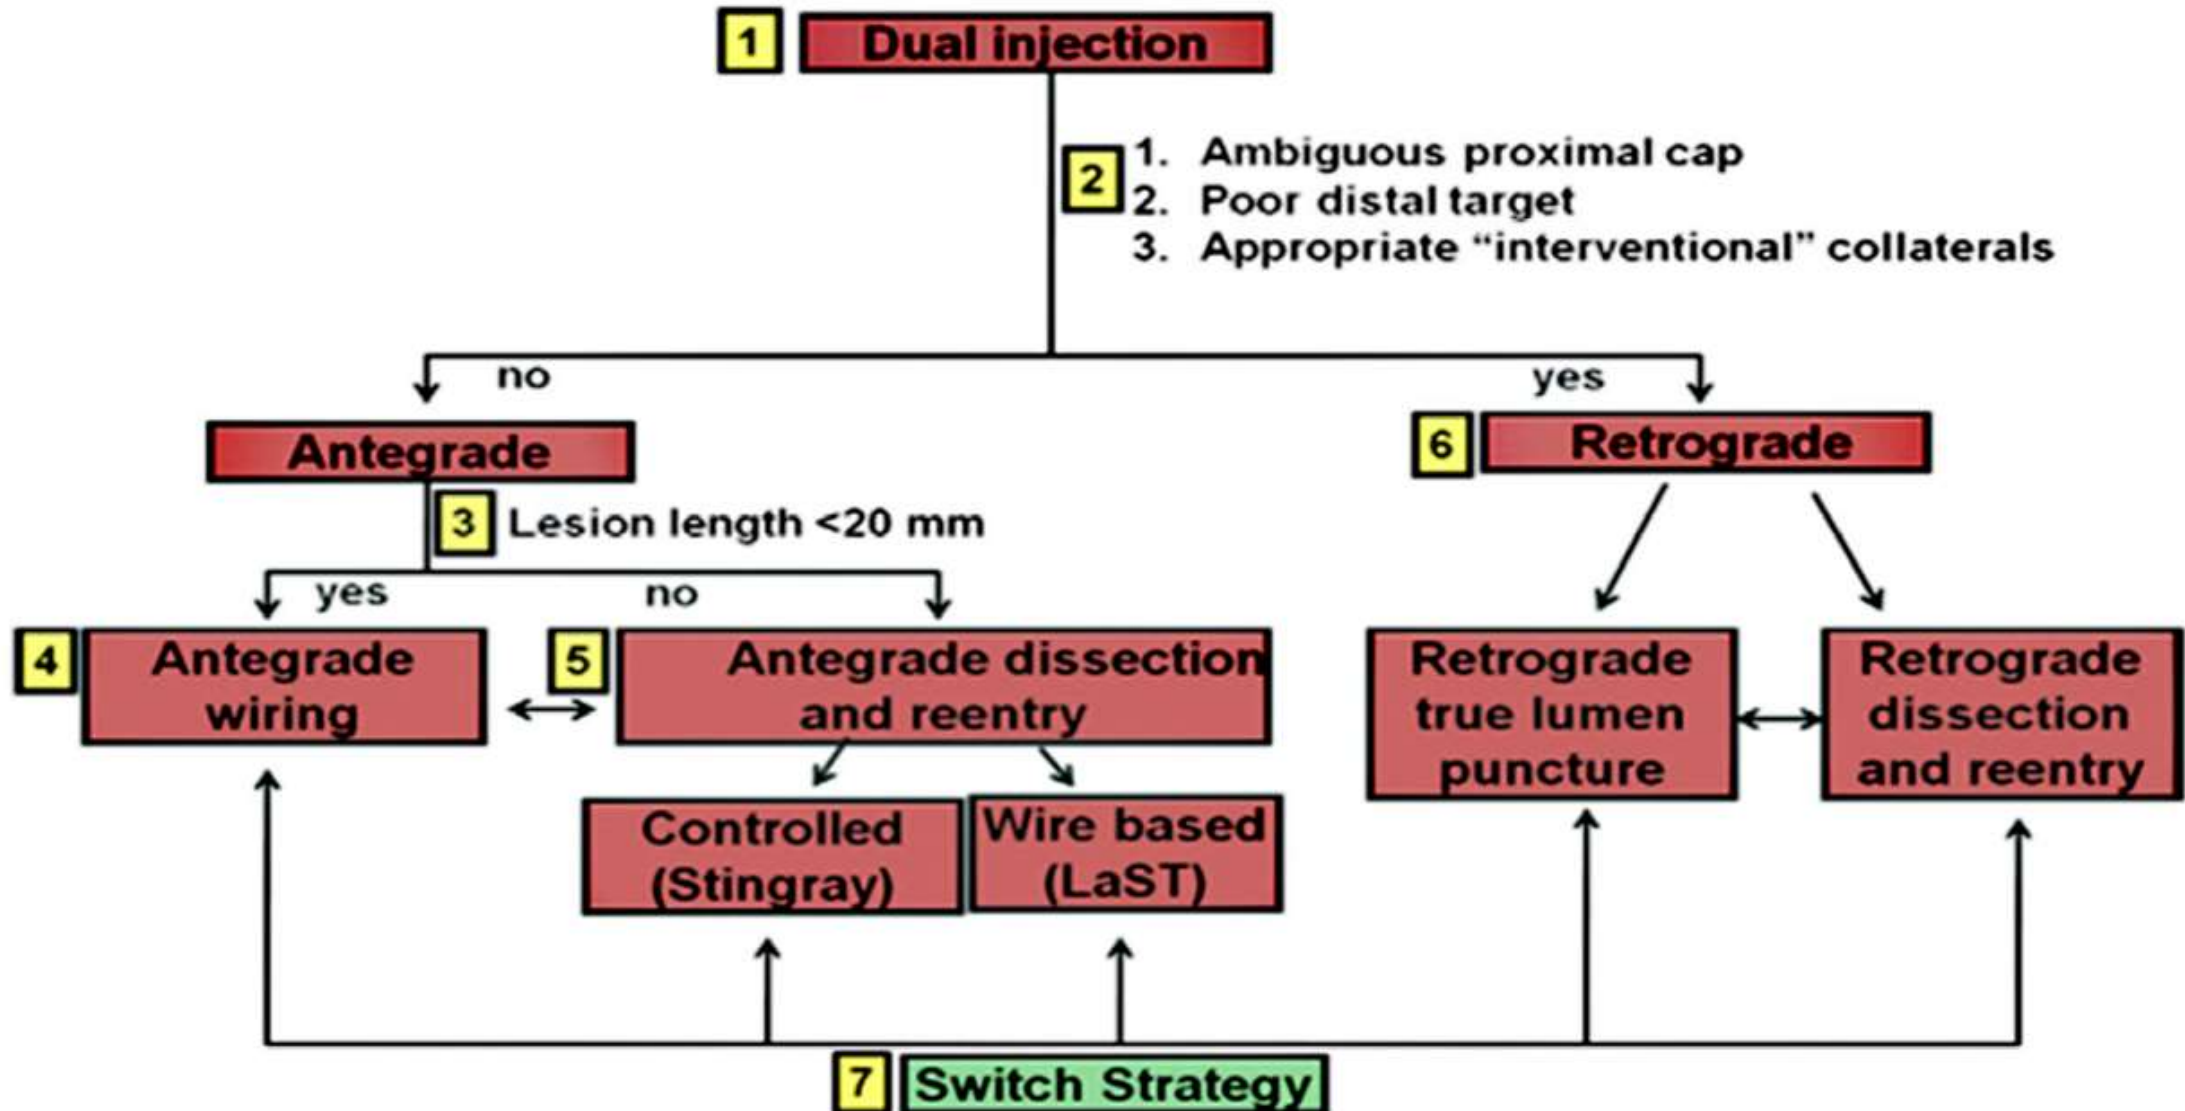 1 Dual injection
2
1. Ambiguous proximal cap
2. Poor distal target
3. Appropriate “interventional” collaterals
no
yes
Antegrade
6 Retrograde
3 Lesion length <20 mm
yes
no
4 Antegrade
wiring
5 Antegrade dissection
and reentry
Retrograde
true lumen
puncture
Retrograde
dissection
and reentry
Controlled
(Stingray)
Wire based
(LaST)
7 Switch Strategy